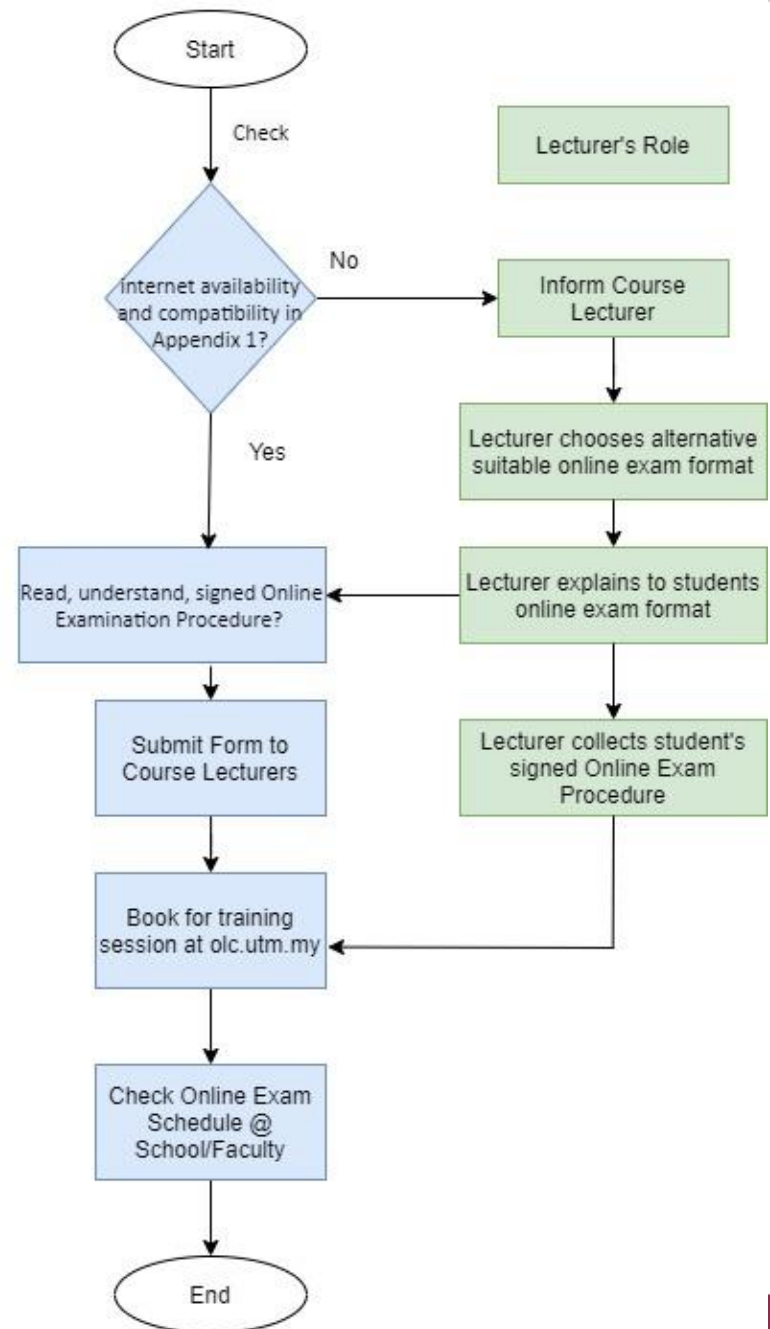 Start
Check
Lecturer's Role
internet availability
and compatibility in
Appendix 1?
No
Inform Course
Lecturer
Yes
Lecturer chooses alternative
suitable online exam format
Read, understand, signed Online
Examination Procedure?
Lecturer explains to students
online exam format
Submit Form to
Course Lecturers
Lecturer collects student's
signed Online Exam
Procedure
Book for training
session at olc.utm.my
Check Online Exam
Schedule @
School/Faculty
End